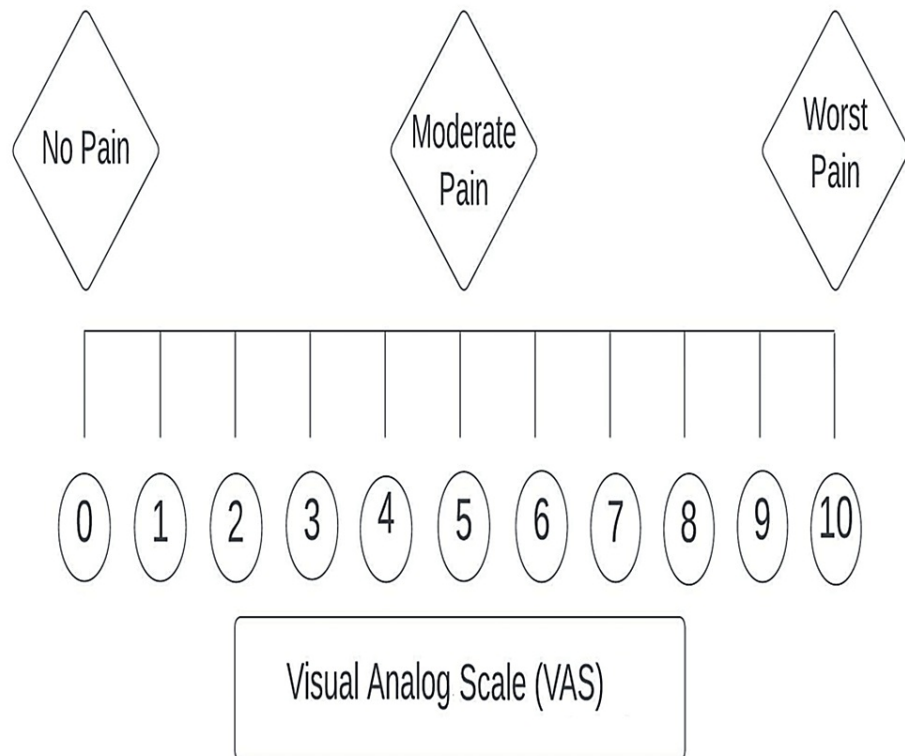 No Pain
Moderate
Pain
Worst
Pain
0 1 2 3 4 5 6 7 8 9 10
Visual Analog Scale (VAS)